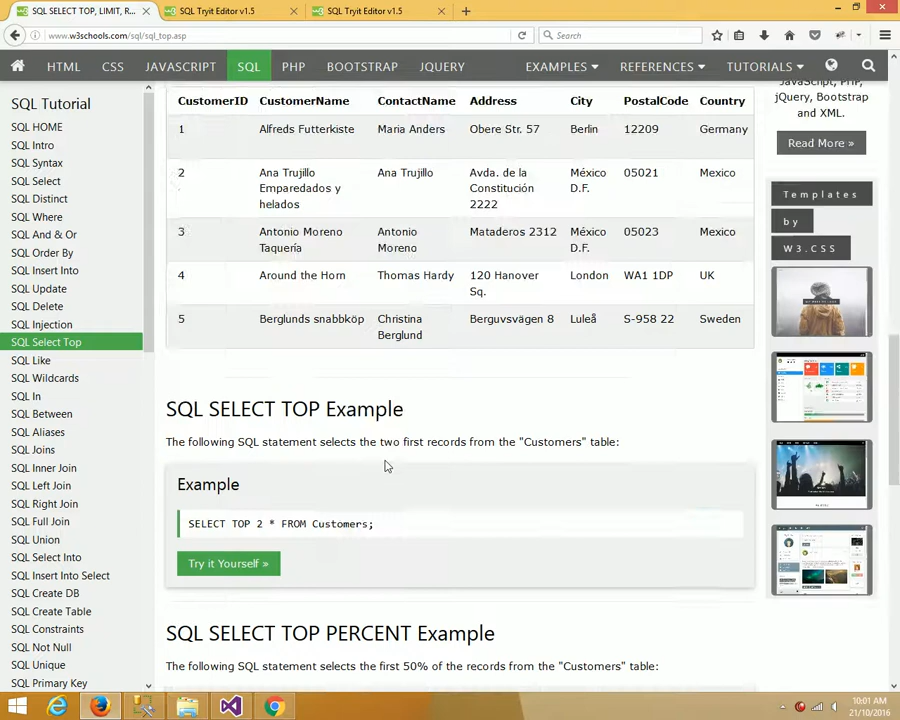 SQL SELECT TOP, LIMIT, R...
SQL Tryit Editor v1.5
SQL Tryit Editor v1.5
www.w3schools.com/sql/sql_top.asp
Search
HTML CSS JAVASCRIPT SQL PHP BOOTSTRAP JQUERY EXAMPLES REFERENCES TUTORIALS
SQL Tutorial
SQL HOME
SQL Intro
SQL Syntax
SQL Select
SQL Distinct
SQL Where
SQL And & Or
SQL Order By
SQL Insert Into
SQL Update
SQL Delete
SQL Injection
SQL Select Top
SQL Like
SQL Wildcards
SQL In
SQL Between
SQL Aliases
SQL Joins
SQL Inner Join
SQL Left Join
SQL Right Join
SQL Full Join
SQL Union
SQL Select Into
SQL Insert Into Select
SQL Create DB
SQL Create Table
SQL Constraints
SQL Not Null
SQL Unique
SQL Primary Key
CustomerID CustomerName ContactName Address City PostalCode Country
1 Alfreds Futterkiste Maria Anders Obere Str. 57 Berlin 12209 Germany
2 Ana Trujillo Ana Trujillo Avda. de la México 05021 Mexico
Emparedados y Constitución D.F.
helados 2222
3 Antonio Moreno Antonio Mataderos 2312 México 05023 Mexico
Taquería Moreno D.F.
4 Around the Horn Thomas Hardy 120 Hanover London WA1 1DP UK
Sq.
5 Berglunds snabbköp Christina Berguvsvägen 8 Luleå S-958 22 Sweden
Berglund
SQL SELECT TOP Example
The following SQL statement selects the two first records from the "Customers" table:
Example
SELECT TOP 2 * FROM Customers;
Try it Yourself »
SQL SELECT TOP PERCENT Example
The following SQL statement selects the first 50% of the records from the "Customers" table:
JavaScript, PHP,
jQuery, Bootstrap
and XML.
Read More »
Templates
by
W3.CSS
10:01 AM
21/10/2016